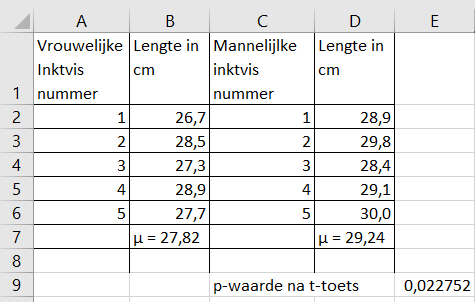 A B C D E
1 Vrouwelijke Inktvis nummer Lengte in cm Mannelijlke inktvis nummer Lengte in cm
2 1 26,7 1 28,9
3 2 28,5 2 29,8
4 3 27,3 3 28,4
5 4 28,9 4 29,1
6 5 27,7 5 30,0
7 µ = 27,82 µ = 29,24
8
9 p-waarde na t-toets 0,022752